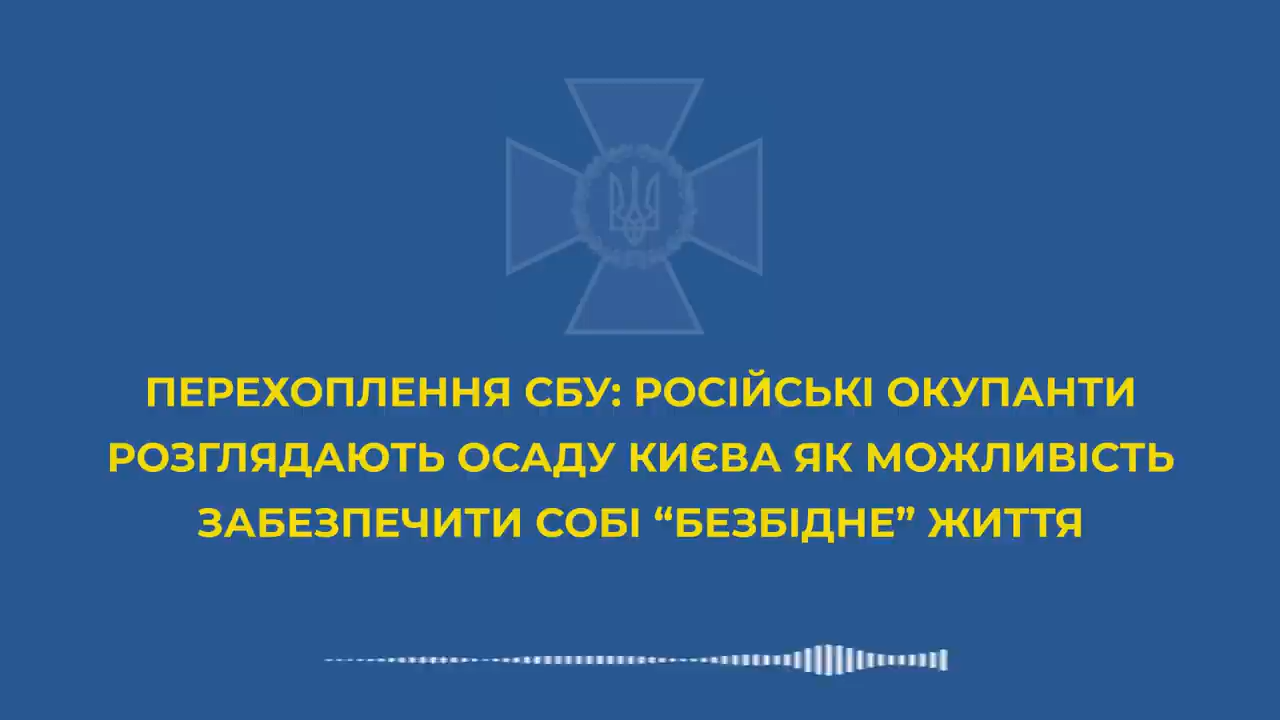 ПЕРЕХОПЛЕННЯ СБУ: РОСІЙСЬКІ ОКУПАНТИ
РОЗГЛЯДАЮТЬ ОСАДУ КИЄВА ЯК МОЖЛИВІСТЬ
ЗАБЕЗПЕЧИТИ СОБІ “БЕЗБІДНЕ” ЖИТТЯ